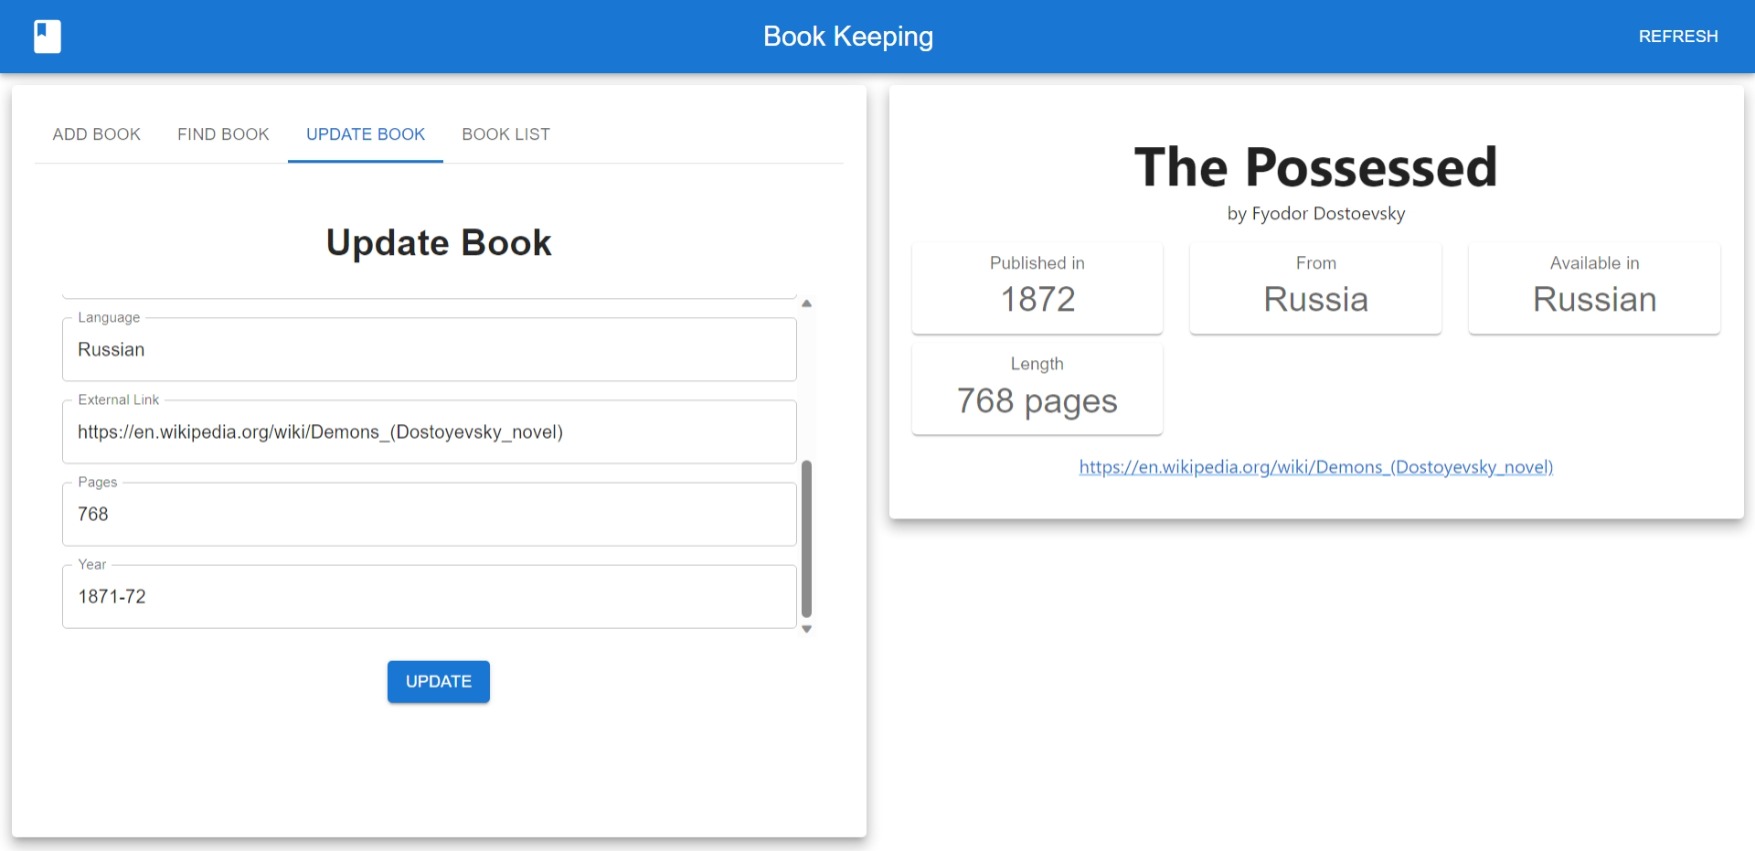 Book Keeping
REFRESH
ADD BOOK
FIND BOOK
UPDATE BOOK
BOOK LIST
Update Book
Language
Russian
External Link
https://en.wikipedia.org/wiki/Demons_(Dostoyevsky_novel)
Pages
768
Year
1871-72
UPDATE
The Possessed
by Fyodor Dostoevsky
Published in
1872
From
Russia
Available in
Russian
Length
768 pages
https://en.wikipedia.org/wiki/Demons_(Dostoyevsky_novel)